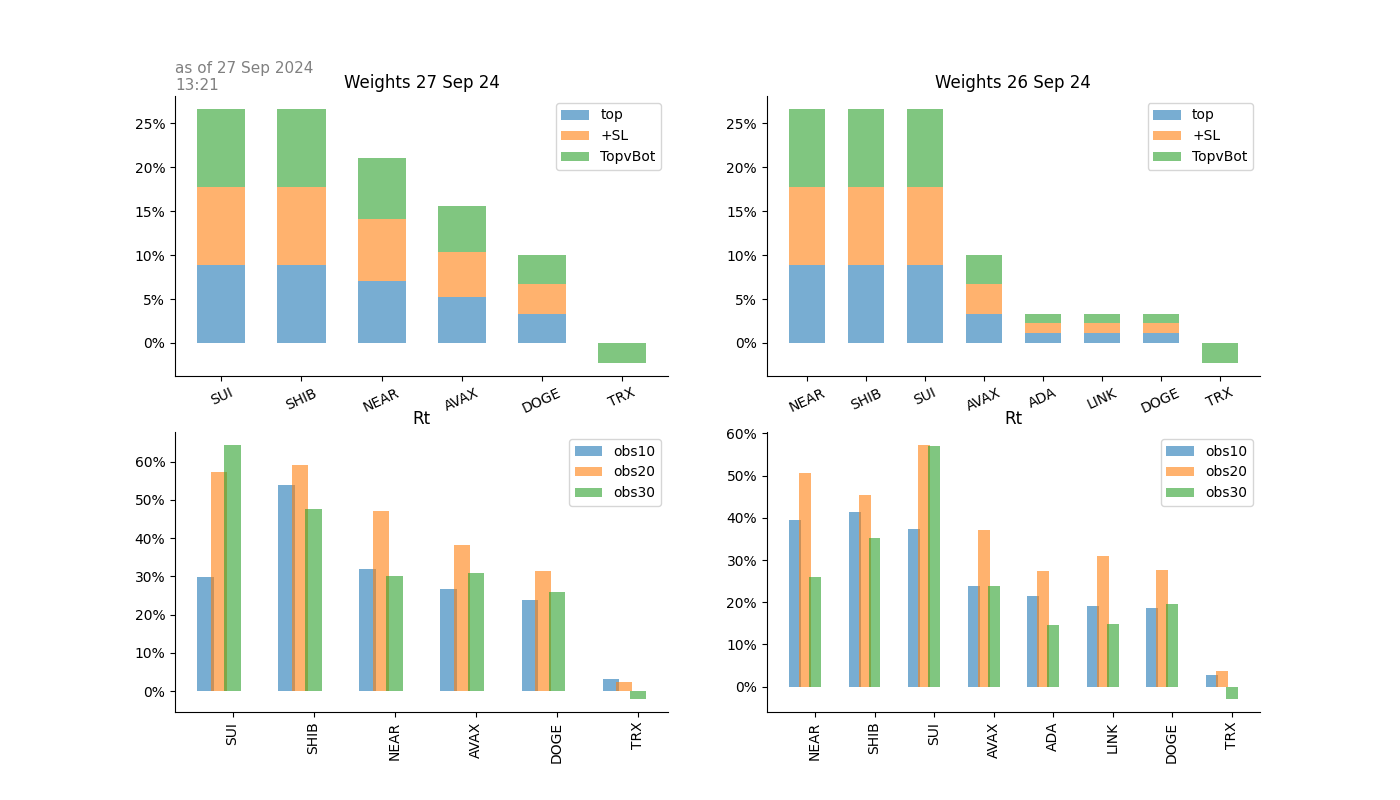 as of 27 Sep 2024
13:21
Weights 27 Sep 24
25%
20%
15%
10%
5%
0%
top
+SL
TopvBot
SUI
SHIB
NEAR
AVAX
DOGE
TRX
Weights 26 Sep 24
25%
20%
15%
10%
5%
0%
top
+SL
TopvBot
NEAR
SHIB
SUI
AVAX
ADA
LINK
DOGE
TRX
Rt
60%
50%
40%
30%
20%
10%
0%
obs10
obs20
obs30
SUI
SHIB
NEAR
AVAX
DOGE
TRX
Rt
60%
50%
40%
30%
20%
10%
0%
obs10
obs20
obs30
NEAR
SHIB
SUI
AVAX
ADA
LINK
DOGE
TRX